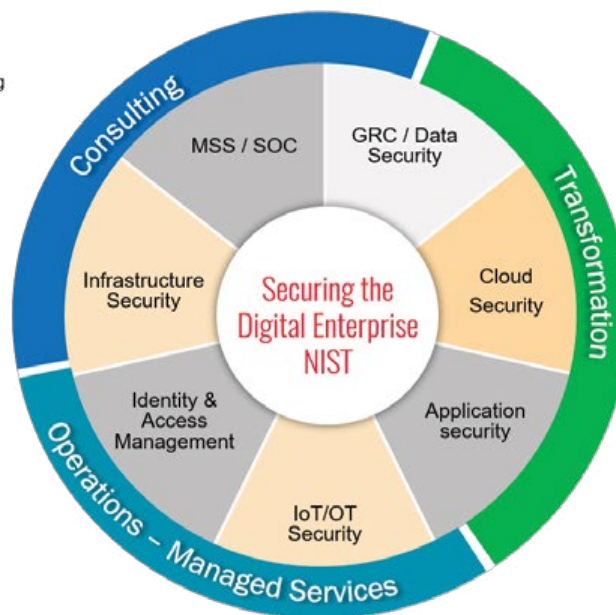 g
Consulting
Transformation
Operations – Managed Services
MSS / SOC
GRC / Data
Security
Cloud
Security
Application
security
IoT/OT
Security
Identity &
Access
Management
Infrastructure
Security
Securing the
Digital Enterprise
NIST